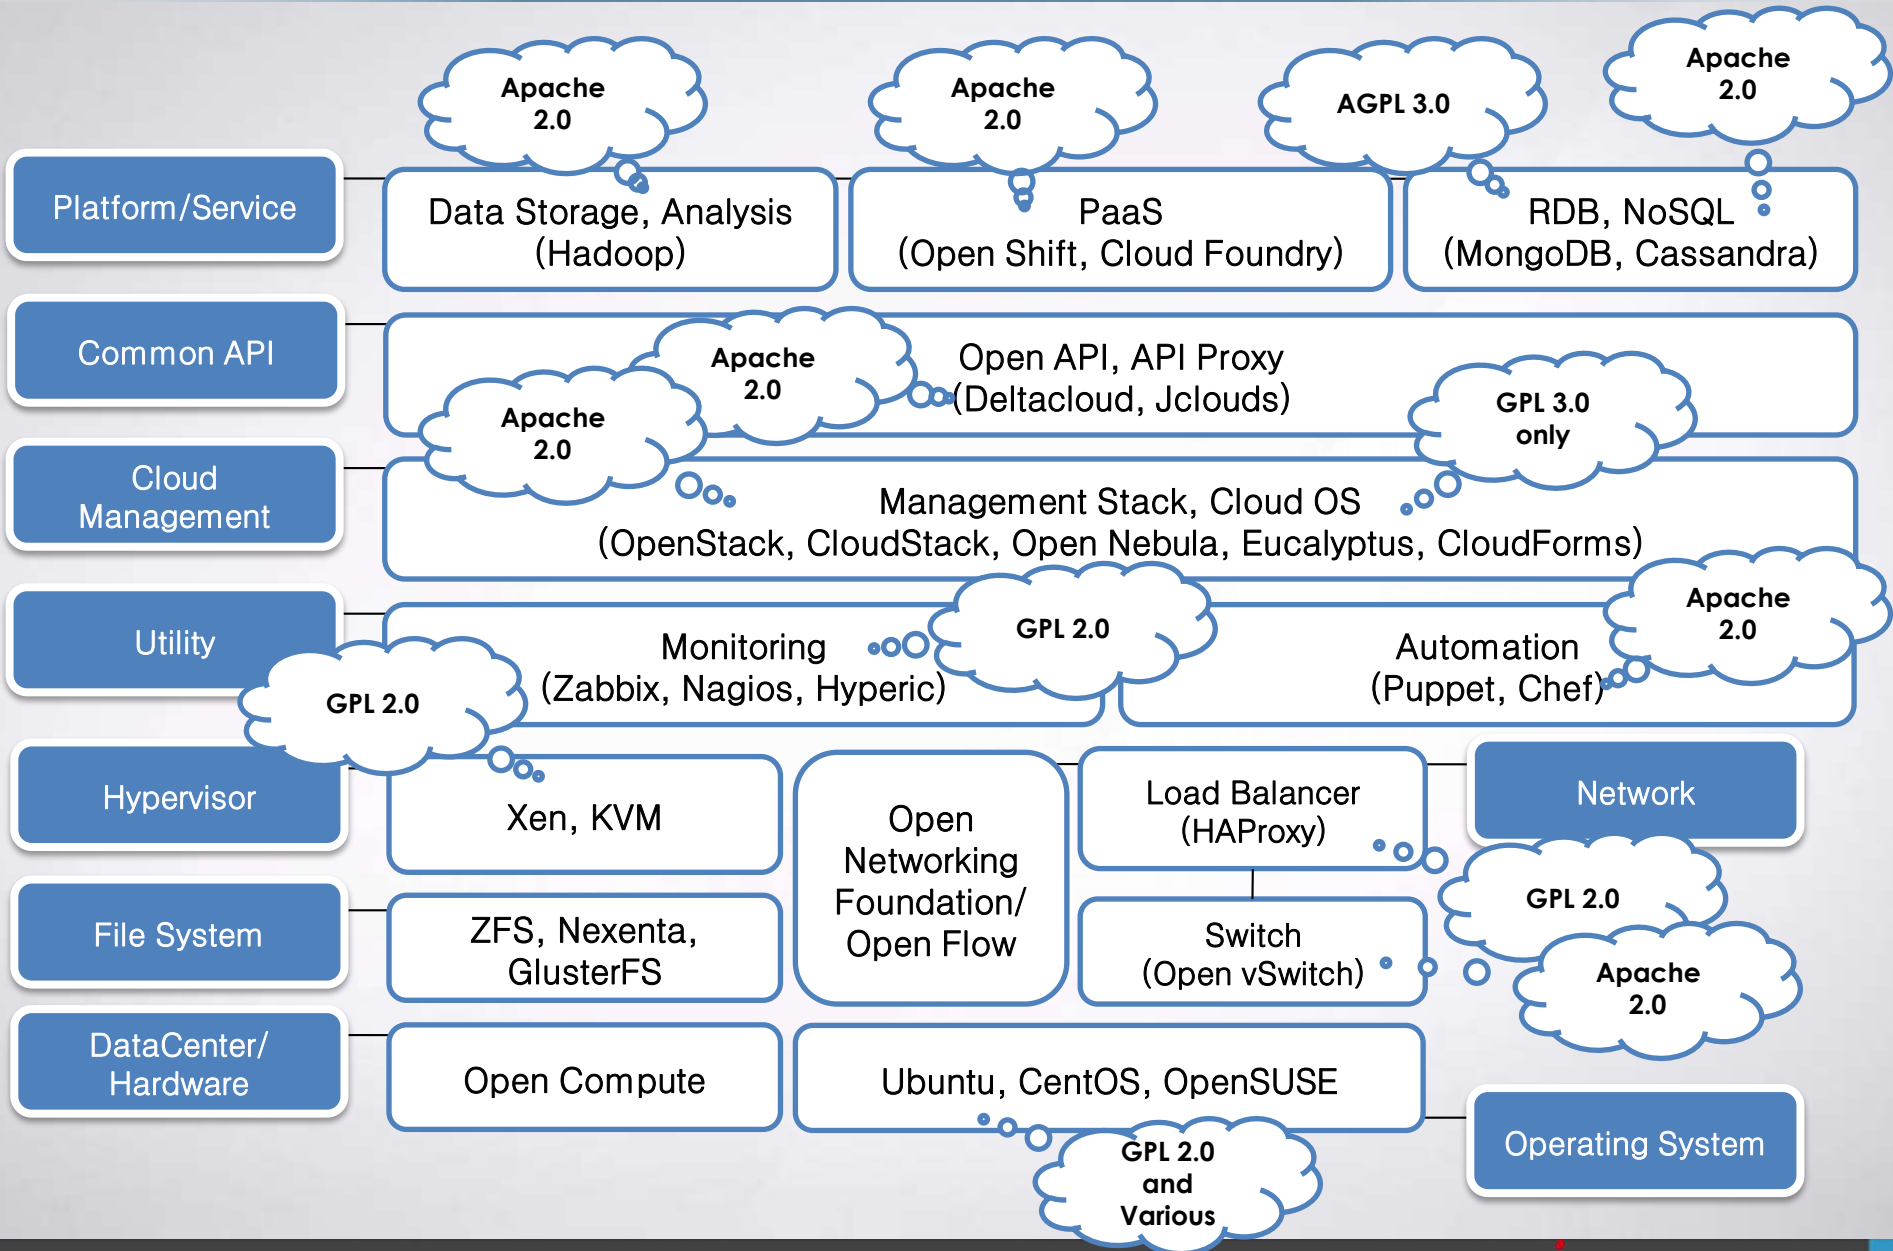 Apache
2.0
Apache
2.0
AGPL 3.0
Apache
2.0
Platform/Service
Data Storage, Analysis
(Hadoop)
PaaS
(Open Shift, Cloud Foundry)
RDB, NoSQL
(MongoDB, Cassandra)
Common API
Apache
2.0
Open API, API Proxy
(Deltacloud, Jclouds)
Apache
2.0
GPL 3.0
only
Cloud
Management
Management Stack, Cloud OS
(OpenStack, CloudStack, Open Nebula, Eucalyptus, CloudForms)
Utility
GPL 2.0
Monitoring
(Zabbix, Nagios, Hyperic)
GPL 2.0
Automation
(Puppet, Chef)
Apache
2.0
Hypervisor
Xen, KVM
Open
Networking
Foundation/
Open Flow
Load Balancer
(HAProxy)
Network
GPL 2.0
File System
ZFS, Nexenta,
GlusterFS
Switch
(Open vSwitch)
Apache
2.0
DataCenter/
Hardware
Open Compute
Ubuntu, CentOS, OpenSUSE
Operating System
GPL 2.0
and
Various